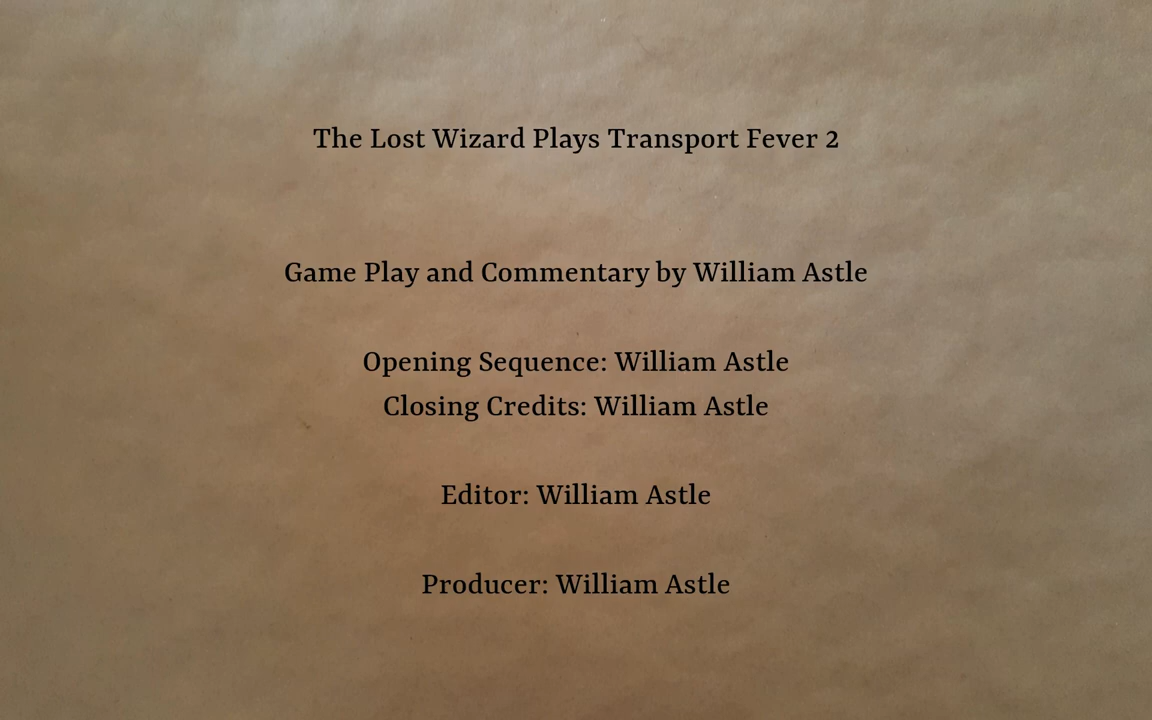 The Lost Wizard Plays Transport Fever 2
Game Play and Commentary by William Astle
Opening Sequence: William Astle
Closing Credits: William Astle
Editor: William Astle
Producer: William Astle